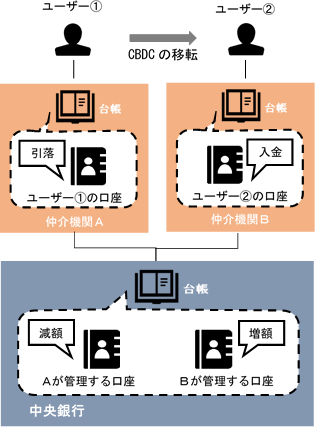 ユーザー① ユーザー②
CBDCの移転
台帳 台帳
引落 入金
ユーザー①の口座 ユーザー②の口座
仲介機関A 仲介機関B
台帳
減額 増額
Aが管理する口座 Bが管理する口座
中央銀行